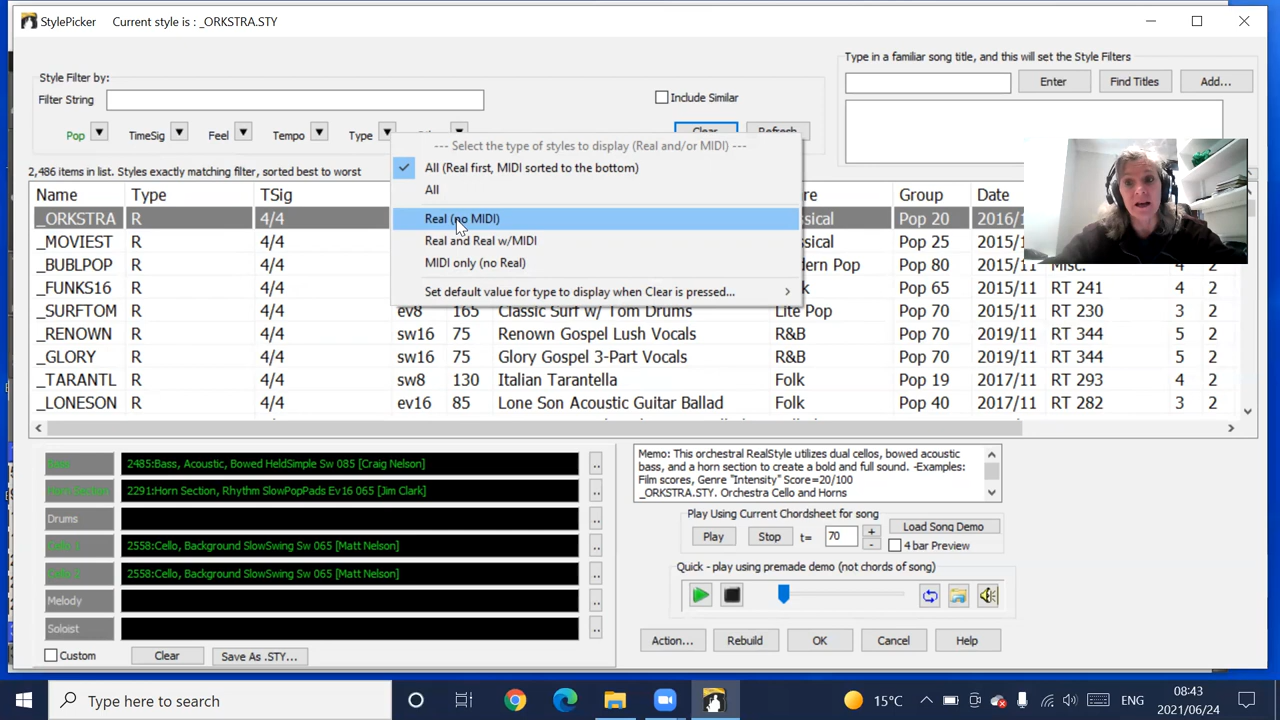 StylePicker Current style is : _ORKSTRA.STY
Type in a familiar song title, and this will set the Style Filters
Style Filter by:
Filter String
Include Similar
Enter Find Titles Add...
Pop TimeSig Feel Tempo Type Clear Refresh
--- Select the type of styles to display (Real and/or MIDI) ---
All (Real first, MIDI sorted to the bottom)
All
Real (no MIDI)
Real and Real w/MIDI
MIDI only (no Real)
Set default value for type to display when Clear is pressed...
2,486 items in list. Styles exactly matching filter, sorted best to worst
Name Type TSig Group Date
_ORKSTRA R 4/4 Pop 20 2016/
_MOVIEST R 4/4 Pop 25 2015/
_BUBLPOP R 4/4 Pop Pop 80 2015/11 Misc. 4 2
_FUNKS16 R 4/4 Pop 65 2015/11 RT 241 4 2
_SURFTOM R 4/4 ev8 165 Classic Surf w/ Tom Drums Lite Pop Pop 70 2015/11 RT 230 3 2
_RENOWN R 4/4 sw16 75 Renown Gospel Lush Vocals R&B Pop 70 2019/11 RT 344 5 2
_GLORY R 4/4 sw16 75 Glory Gospel 3-Part Vocals R&B Pop 70 2019/11 RT 344 5 2
_TARANTL R 4/4 sw8 130 Italian Tarantella Folk Pop 19 2017/11 RT 293 4 2
_LONESON R 4/4 ev16 85 Lone Son Acoustic Guitar Ballad Folk Pop 40 2017/11 RT 282 3 2
2485:Bass, Acoustic, Bowed HeldSimple Sw 085 [Craig Nelson]
2291:Horn Section, Rhythm SlowPopPads Ev16 065 [Jim Clark]
Drums
Cello 1 2558:Cello, Background SlowSwing Sw 065 [Matt Nelson]
Cello 2 2558:Cello, Background SlowSwing Sw 065 [Matt Nelson]
Melody
Soloist
Custom Clear Save As .STY...
Memo: This orchestral RealStyle utilizes dual cellos, bowed acoustic
bass, and a horn section to create a bold and full sound. -Examples:
Film scores, Genre "Intensity" Score=20/100
_ORKSTRA.STY. Orchestra Cello and Horns
Play Using Current Chordsheet for song
Play Stop t= 70 + - Load Song Demo
4 bar Preview
Quick - play using premade demo (not chords of song)
Action... Rebuild OK Cancel Help
Type here to search
15°C ENG
08:43
2021/06/24